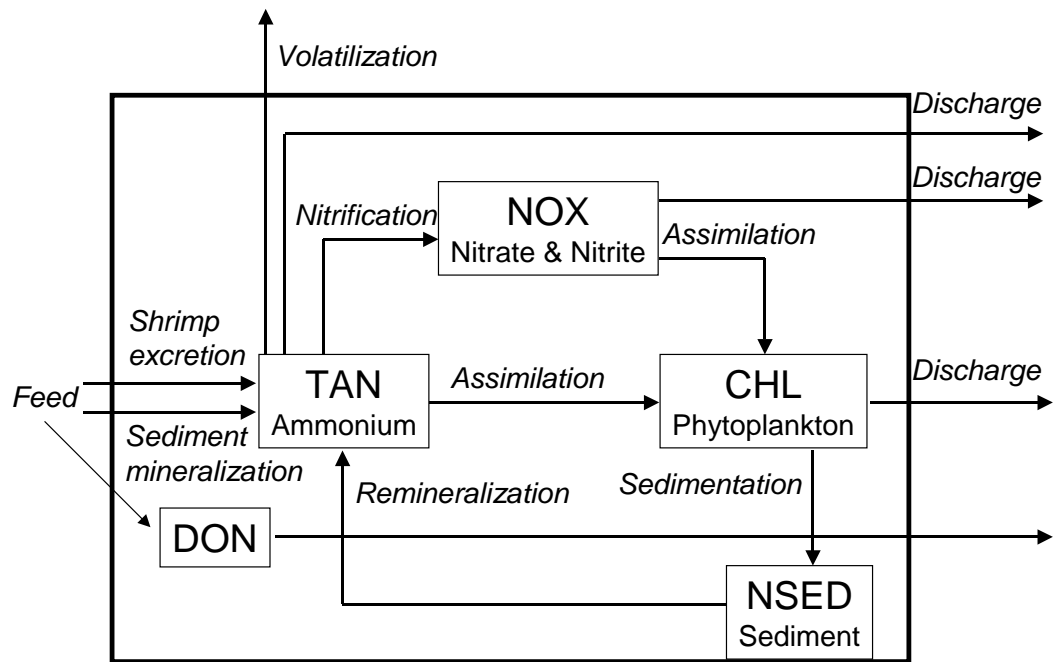 Volatilization
Discharge
Discharge
Nitrification
NOX
Nitrate & Nitrite
Assimilation
Shrimp
excretion
Feed
Sediment
mineralization
TAN
Ammonium
Assimilation
CHL
Phytoplankton
Discharge
Remineralization
Sedimentation
DON
NSED
Sediment